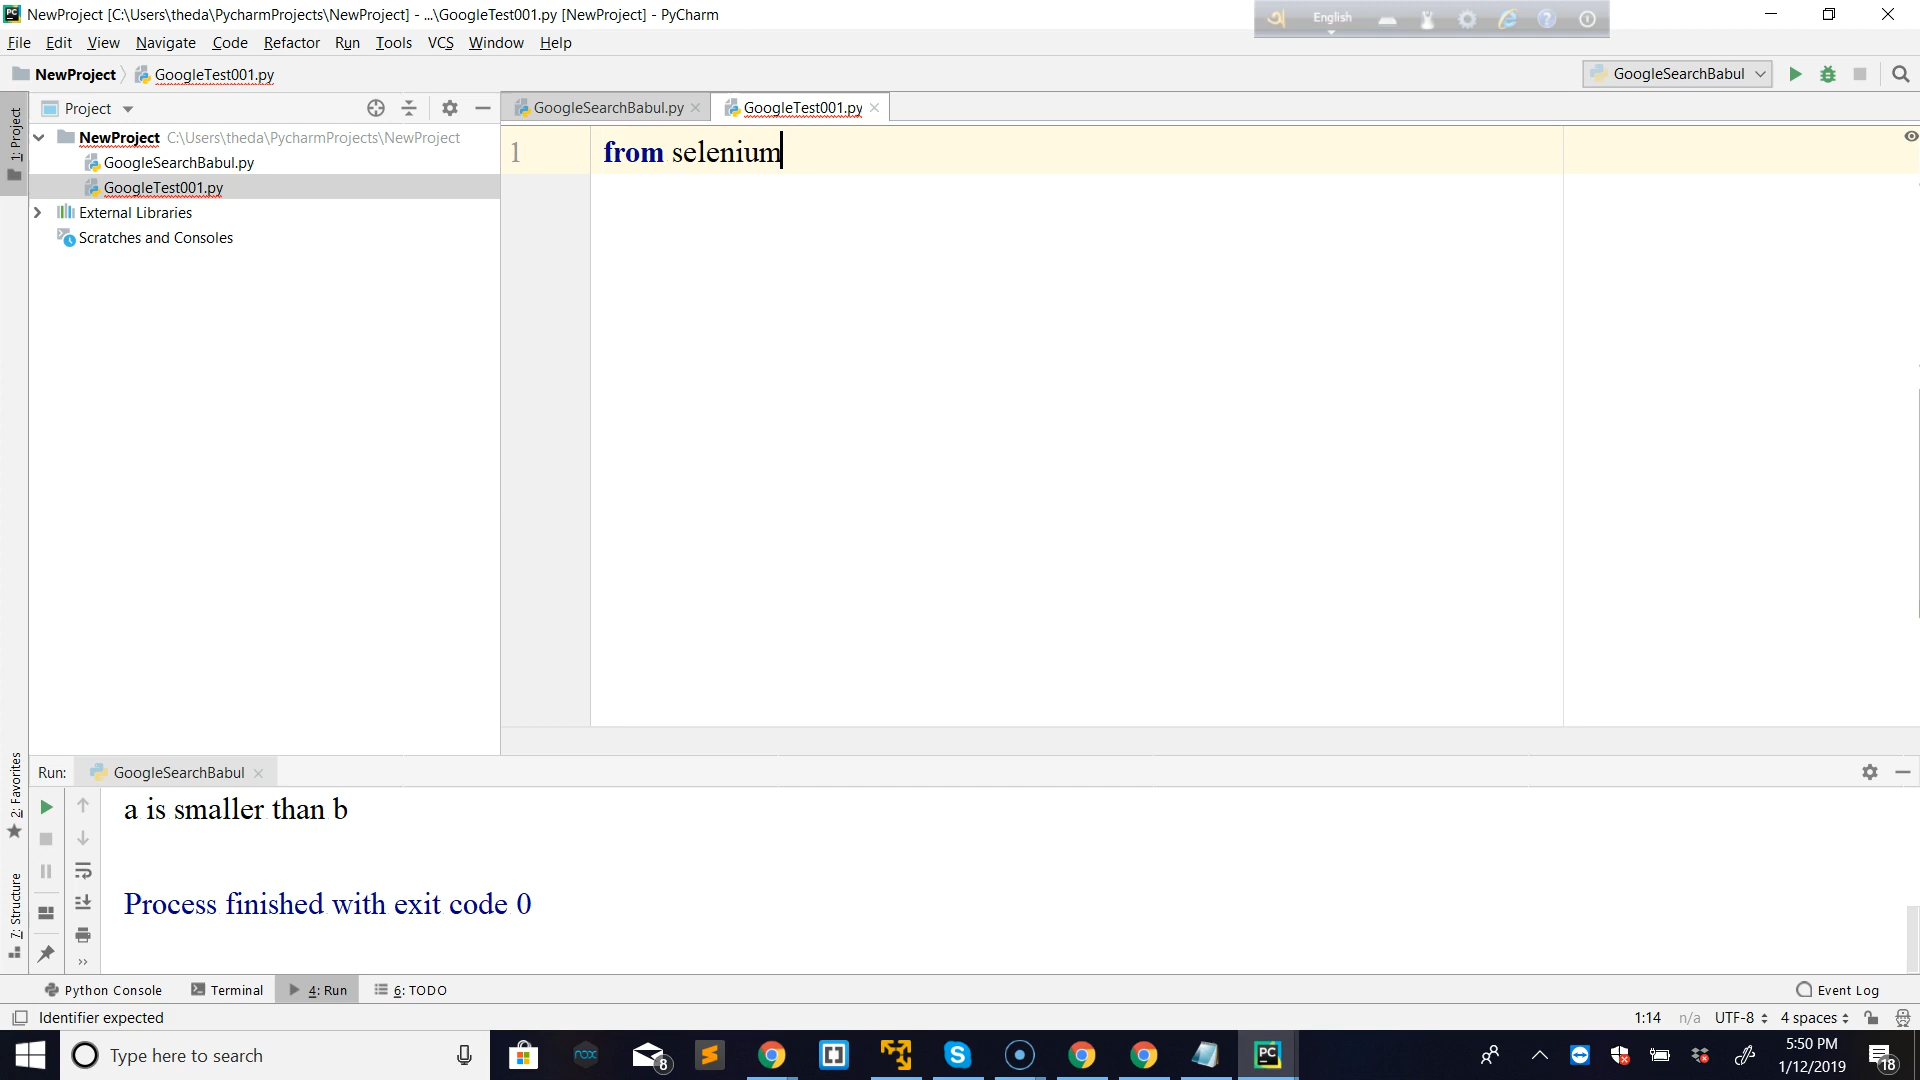 NewProject [C:\Users\theda\PycharmProjects\NewProject] - ...\GoogleTest001.py [NewProject] - PyCharm
English
File Edit View Navigate Code Refactor Run Tools VCS Window Help
NewProject GoogleTest001.py
GoogleSearchBabul
Project
GoogleSearchBabul.py GoogleTest001.py
1: Project
NewProject C:\Users\theda\PycharmProjects\NewProject
GoogleSearchBabul.py
GoogleTest001.py
External Libraries
Scratches and Consoles
1 from selenium
2: Favorites
7: Structure
Run: GoogleSearchBabul
a is smaller than b
Process finished with exit code 0
Python Console Terminal 4: Run 6: TODO Event Log
Identifier expected 1:14 n/a UTF-8 4 spaces
Type here to search
nox
8
PC
5:50 PM
1/12/2019
18